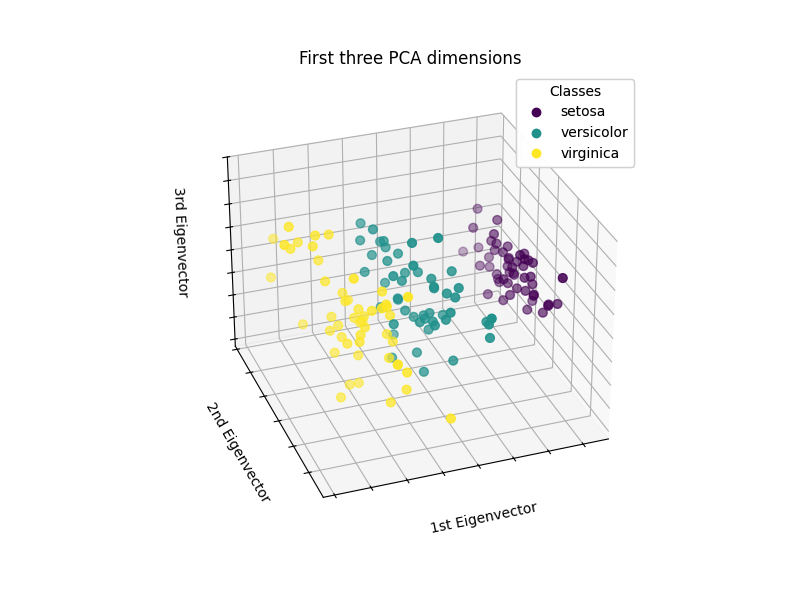 First three PCA dimensions
Classes
setosa
versicolor
virginica
3rd Eigenvector
2nd Eigenvector
1st Eigenvector